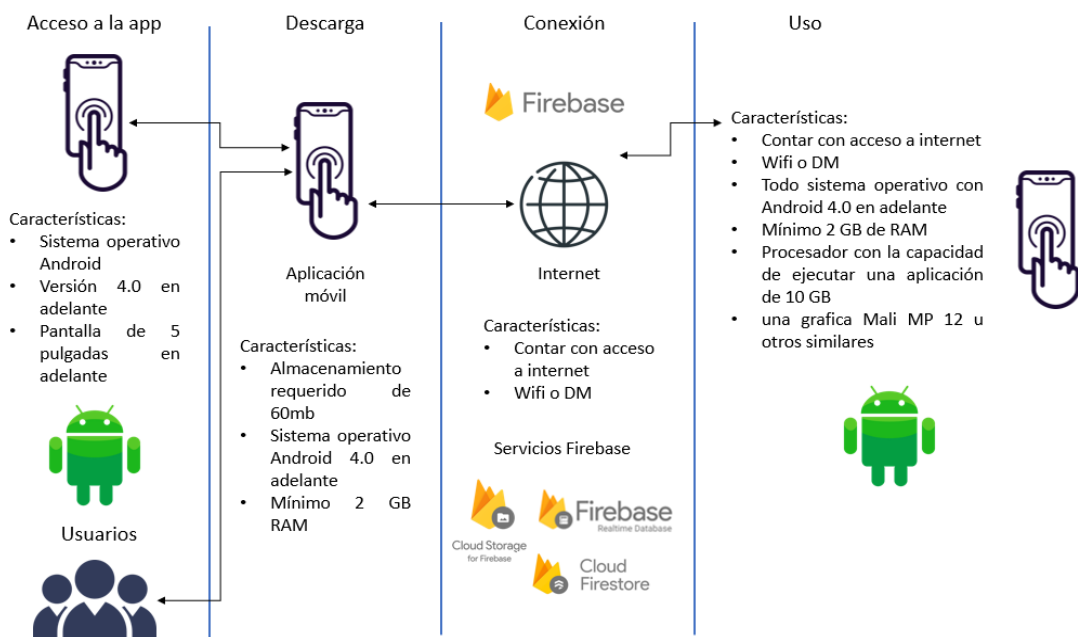 Acceso a la app
Características:
• Sistema operativo
Android
• Versión 4.0 en
adelante
• Pantalla de 5
pulgadas en
adelante
Usuarios
Descarga
Aplicación
móvil
Características:
• Almacenamiento
requerido de
60mb
• Sistema operativo
Android 4.0 en
adelante
• Mínimo 2 GB
RAM
Conexión
Firebase
Internet
Características:
• Contar con acceso
a internet
• Wifi o DM
Servicios Firebase
Cloud Storage
for Firebase
Firebase
Realtime Database
Cloud
Firestore
Uso
Características:
• Contar con acceso a internet
• Wifi o DM
• Todo sistema operativo con
Android 4.0 en adelante
• Mínimo 2 GB de RAM
• Procesador con la capacidad
de ejecutar una aplicación
de 10 GB
• una grafica Mali MP 12 u
otros similares